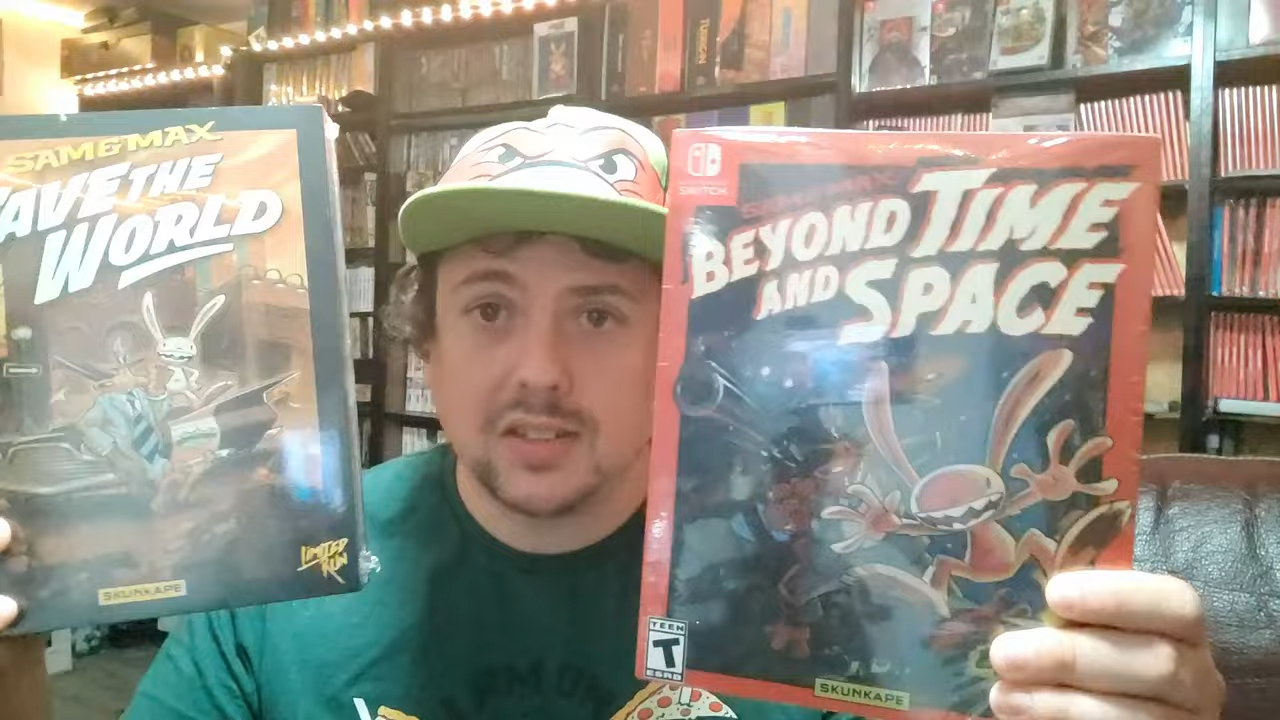 SAM & MAX
AVE THE
WORLD
LIMITED
RUN
SKUNKAPE
SWITCH
BEYOND TIME
AND SPACE
TEEN
T
ESRB
SKUNKAPE